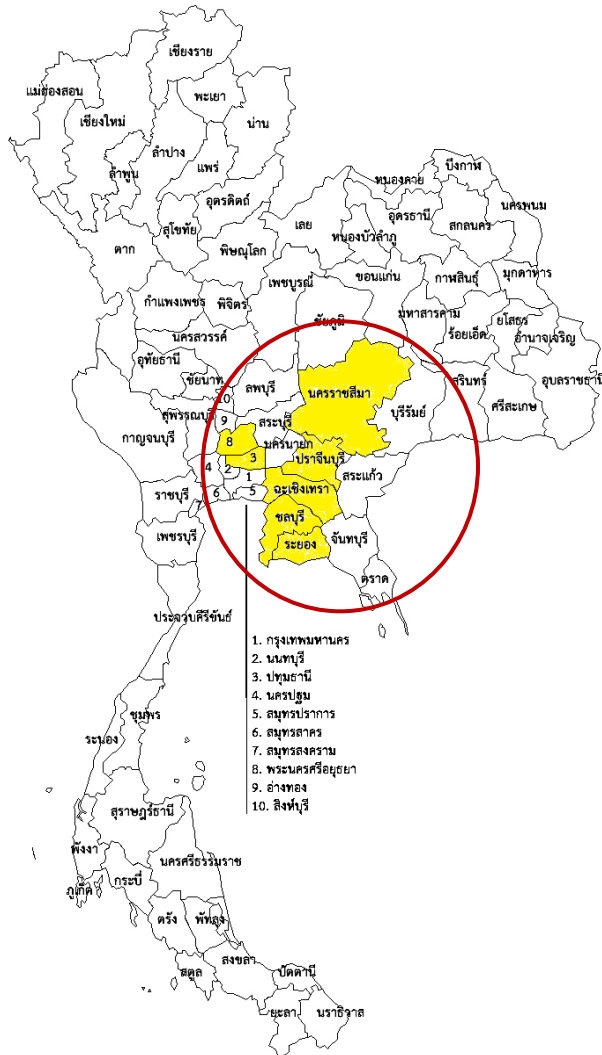 เชียงราย
แม่ฮ่องสอน
พะเยา
เชียงใหม่
น่าน
ลำปาง
แพร่
ลำพูน
บึงกาฬ
หนองคาย
อุตรดิตถ์
นครพนม
เลย
อุดรธานี
สกลนคร
สุโขทัย
หนองบัวลำภู
ตาก
พิษณุโลก
เพชรบูรณ์
ขอนแก่น
กาฬสินธุ์
มุกดาหาร
กำแพงเพชร
พิจิตร
มหาสารคาม
ยโสธร
ชัยภูมิ
ร้อยเอ็ด
อำนาจเจริญ
นครสวรรค์
อุทัยธานี
ชัยนาท
ลพบุรี
นครราชสีมา
สุรินทร์
อุบลราชธานี
10
สุพรรณบุรี
9
สระบุรี
บุรีรัมย์
ศรีสะเกษ
กาญจนบุรี
8
นครนายก
3
ปราจีนบุรี
4
2
1
สระแก้ว
ราชบุรี
6
5
ฉะเชิงเทรา
7
ชลบุรี
เพชรบุรี
ระยอง
จันทบุรี
ตราด
ประจวบคีรีขันธ์
1. กรุงเทพมหานคร
2. นนทบุรี
3. ปทุมธานี
4. นครปฐม
5. สมุทรปราการ
6. สมุทรสาคร
7. สมุทรสงคราม
8. พระนครศรีอยุธยา
9. อ่างทอง
10. สิงห์บุรี
ชุมพร
ระนอง
สุราษฎร์ธานี
พังงา
นครศรีธรรมราช
กระบี่
ภูเก็ต
ตรัง
พัทลุง
สงขลา
สตูล
ปัตตานี
ยะลา
นราธิวาส